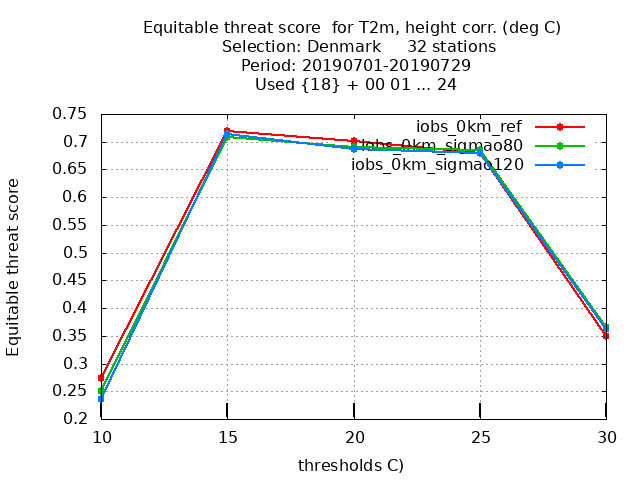 Equitable threat score  for T2m, height corr. (deg C)
Selection: Denmark     32 stations
Period: 20190701-20190729
Used {18} + 00 01 ... 24
iobs_0km_ref
iobs_0km_sigmao80
iobs_0km_sigmao120
Equitable threat score
0.75
0.7
0.65
0.6
0.55
0.5
0.45
0.4
0.35
0.3
0.25
0.2
10 15 20 25 30
thresholds C)